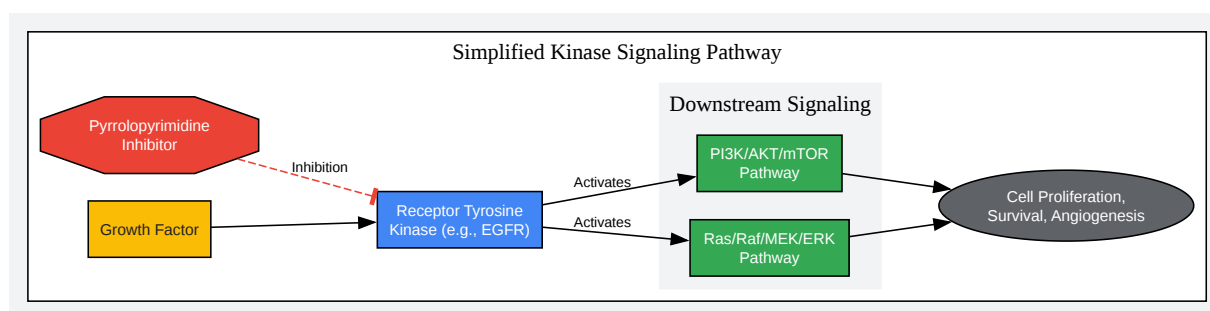 Simplified Kinase Signaling Pathway
Pyrrolopyrimidine
Inhibitor
Inhibition
Growth Factor
Receptor Tyrosine
Kinase (e.g., EGFR)
Activates
Activates
Downstream Signaling
PI3K/AKT/mTOR
Pathway
Ras/Raf/MEK/ERK
Pathway
Cell Proliferation,
Survival, Angiogenesis